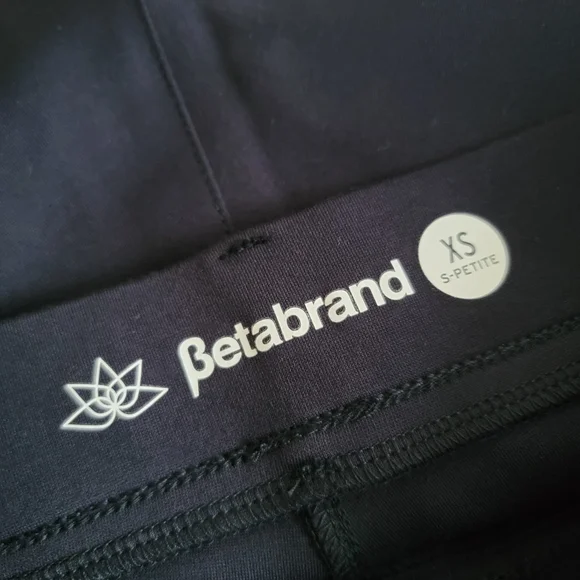 βetabrand
XS
S-PETITE